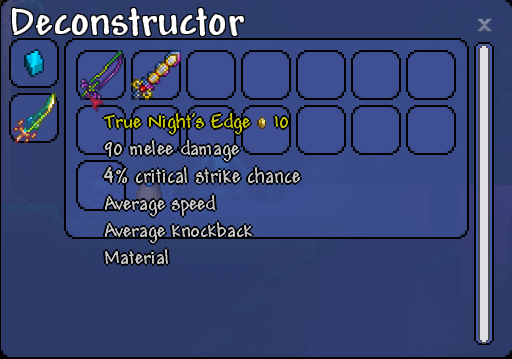 Deconstructor
x
True Night's Edge 10
90 melee damage
4% critical strike chance
Average speed
Average knockback
Material